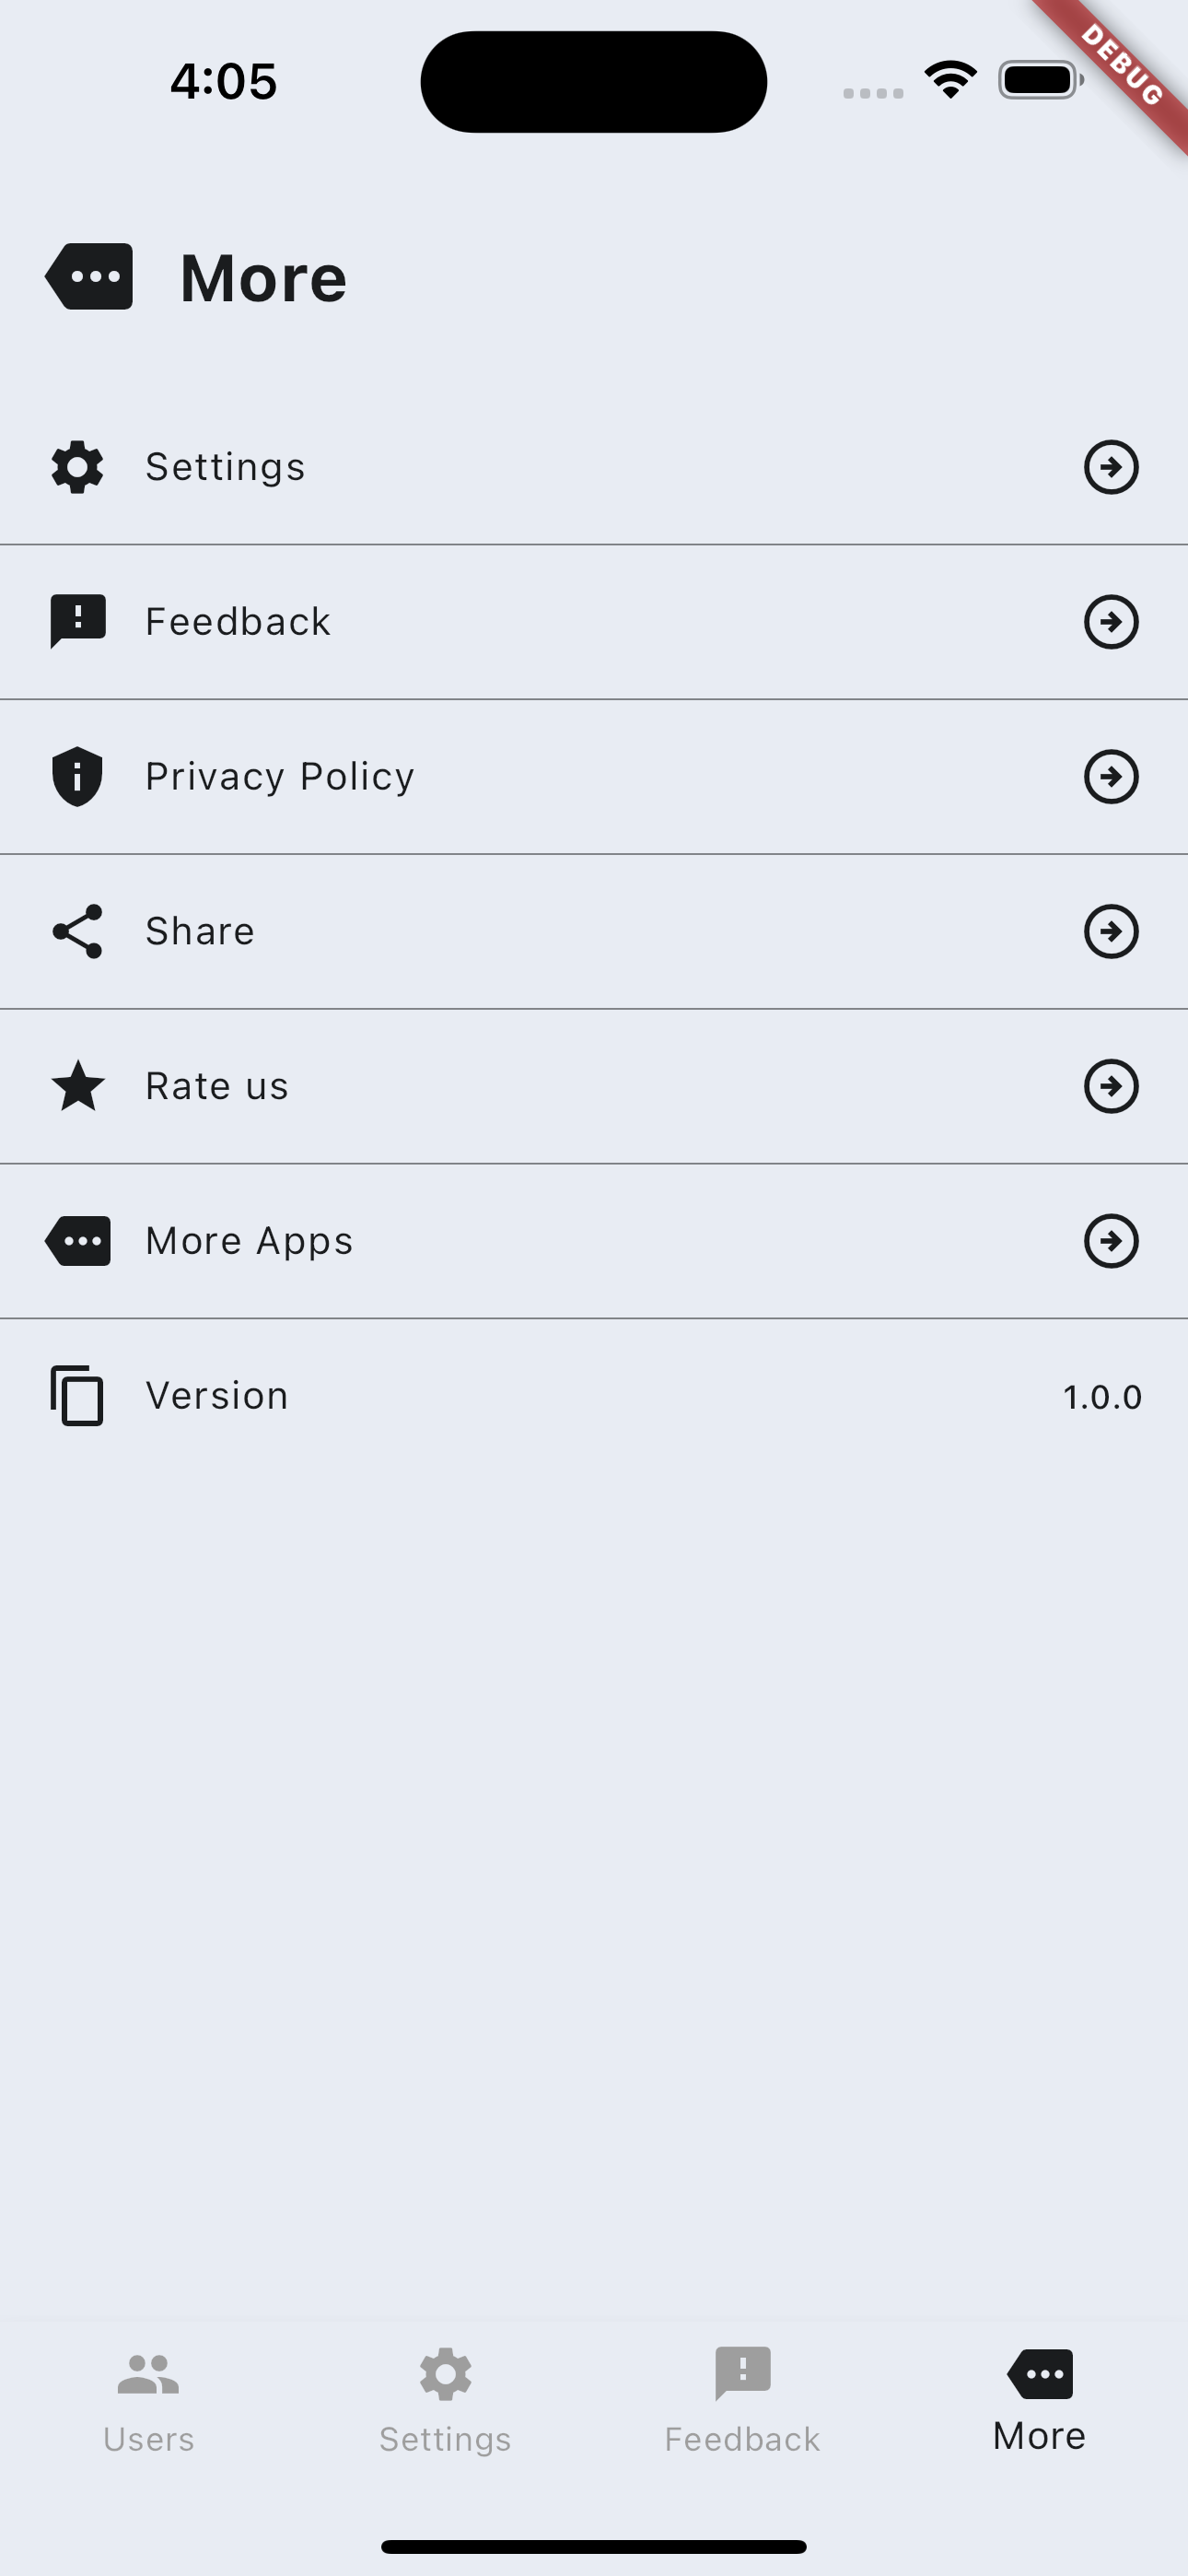 4:05
DEBUG
More
Settings
Feedback
Privacy Policy
Share
Rate us
More Apps
Version 1.0.0
Users Settings Feedback More